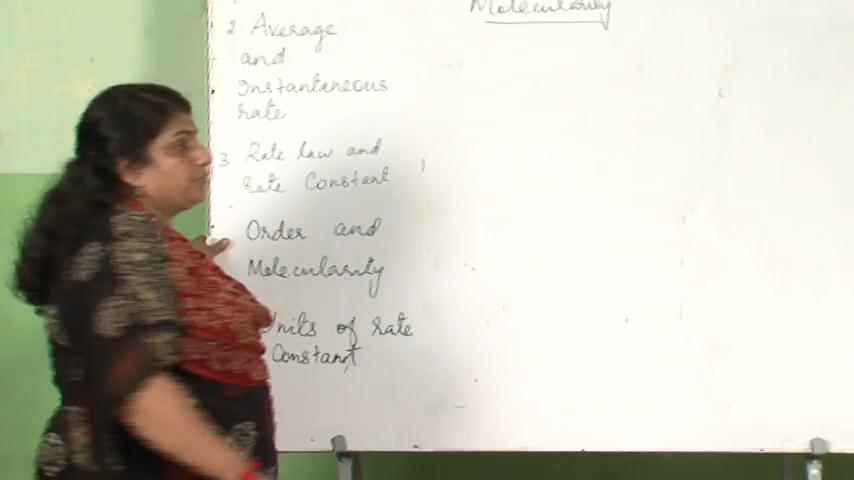 Molecularity
2 Average
and
Instantaneous
rate
3 Rate law and
rate Constant
Order and
Molecularity
Units of rate
Constant